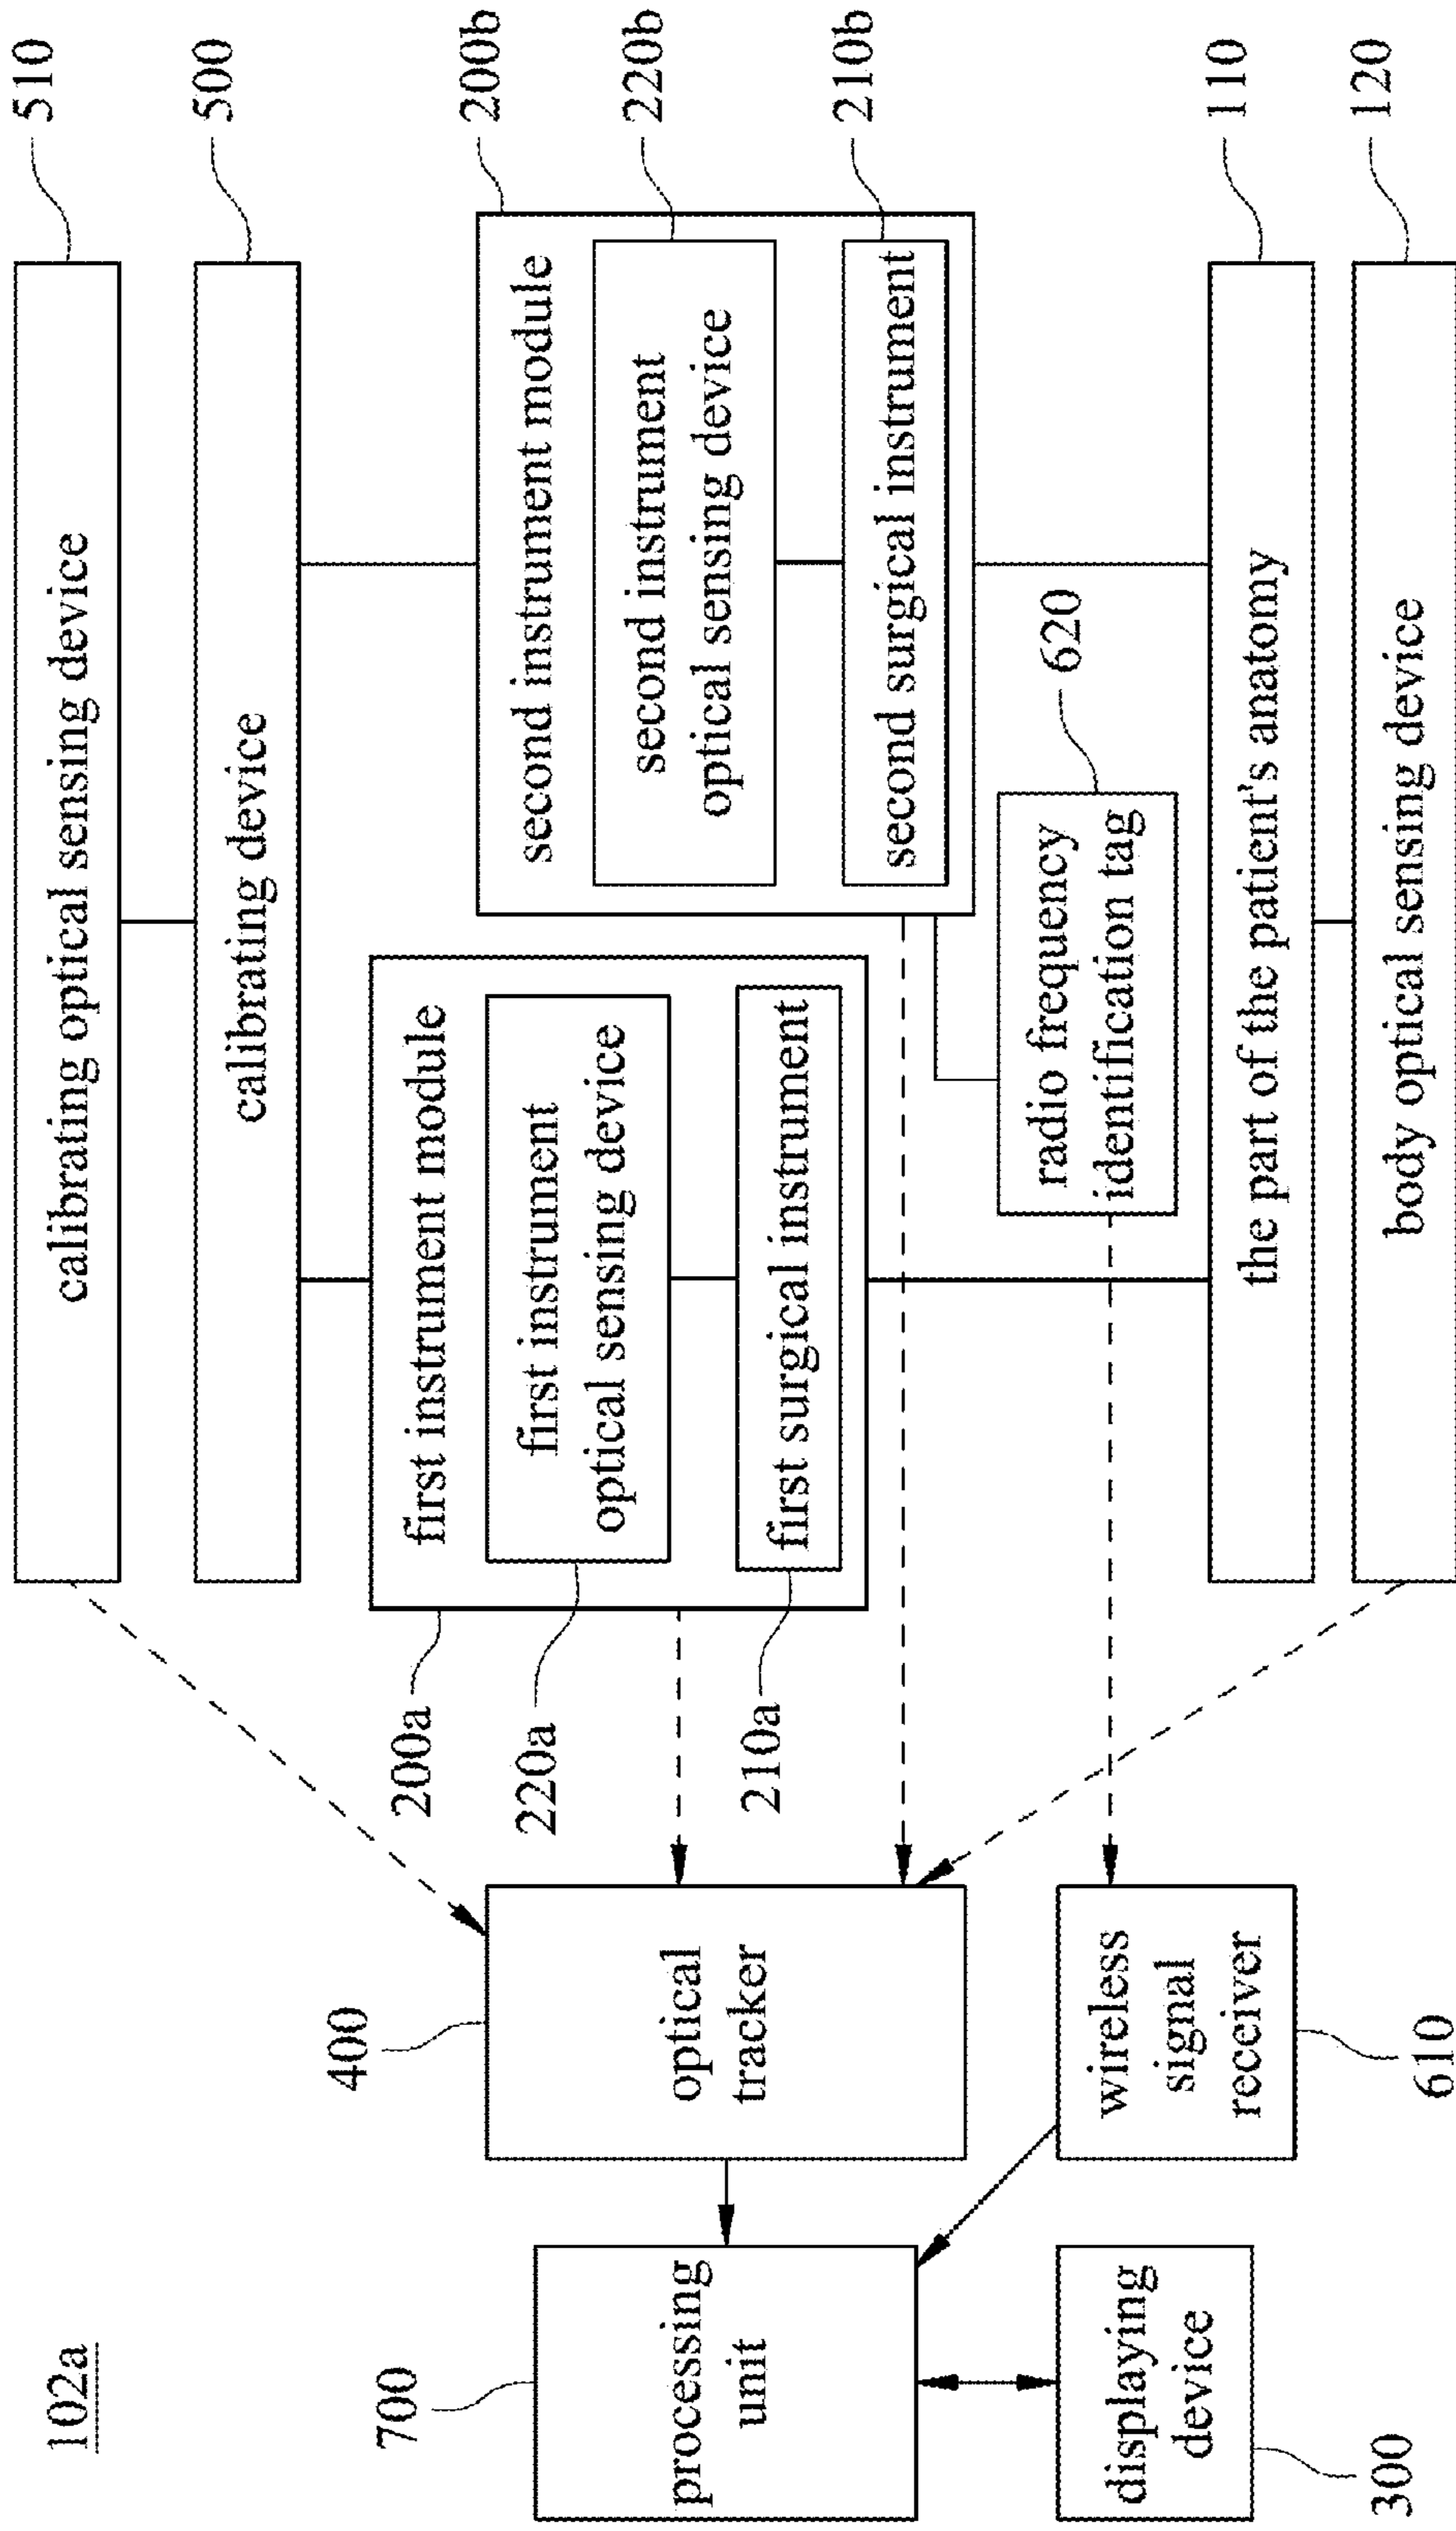 102a
calibrating optical sensing device
510
calibrating device
500
first instrument module
200a
first instrument
optical sensing device
220a
first surgical instrument
210a
second instrument module
200b
second instrument
optical sensing device
220b
second surgical instrument
210b
400
optical
tracker
700
processing
unit
radio frequency
identification tag
620
wireless
signal
receiver
610
displaying
device
300
the part of the patient's anatomy
110
body optical sensing device
120